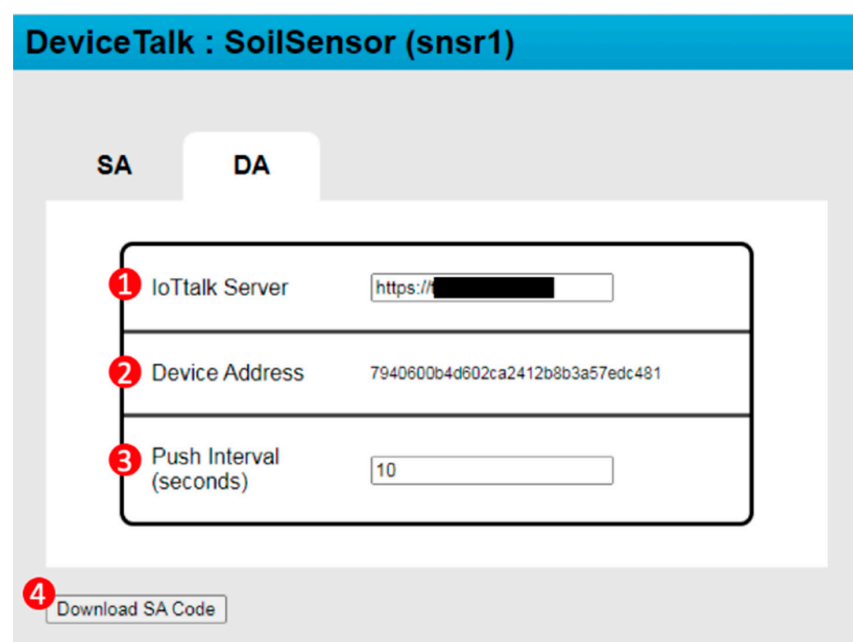 DeviceTalk : SoilSensor (snsr1)
SA DA
1 IoTtalk Server https://
2 Device Address 7940600b4d602ca2412b8b3a57edc481
3 Push Interval
(seconds) 10
4
Download SA Code